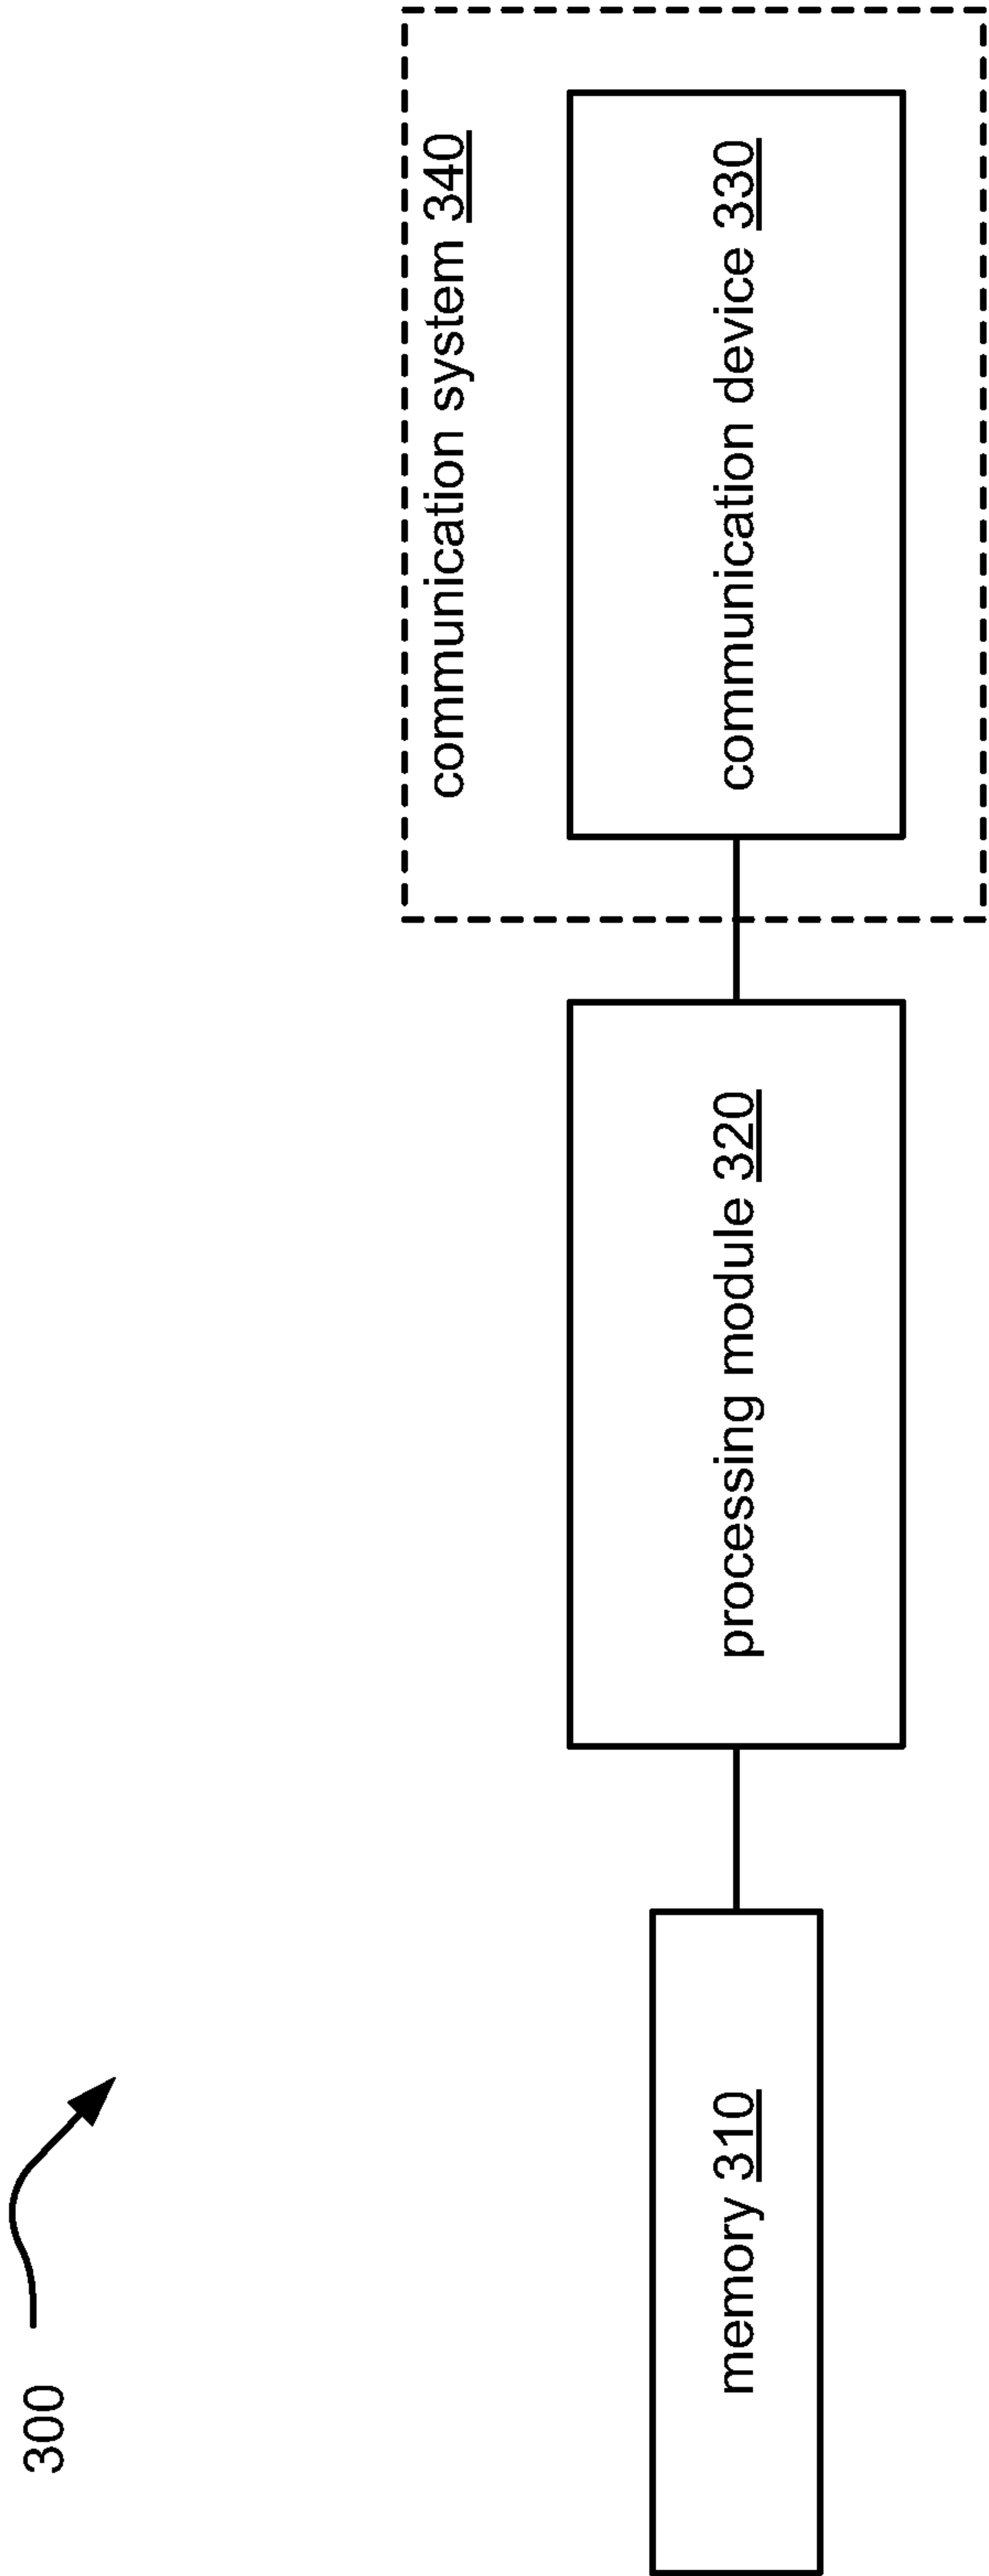 300
communication system 340
memory 310
processing module 320
communication device 330